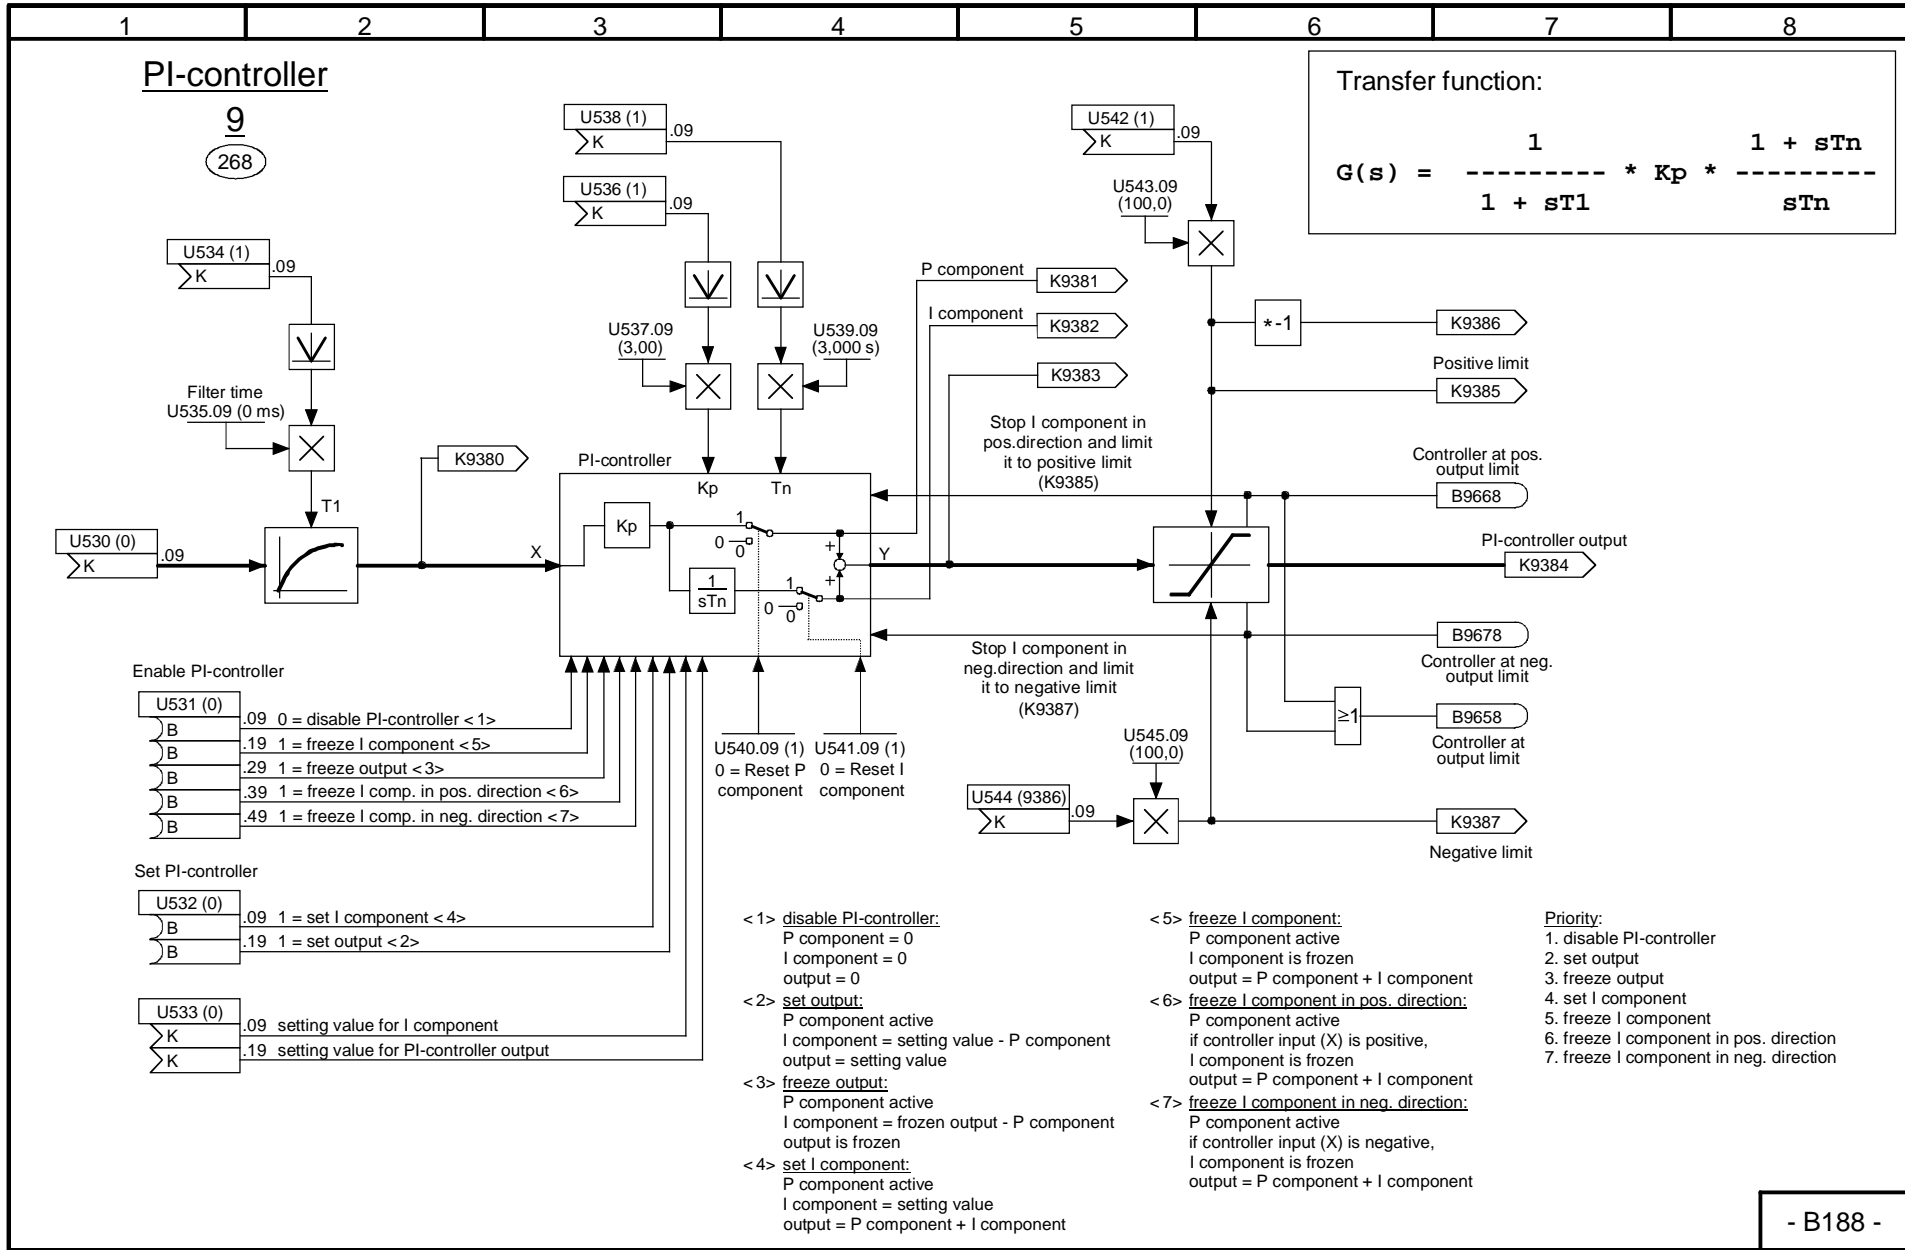 1 2 3 4 5 6 7 8
PI-controller
9
268
Transfer function:
1 1 + sTn
G(s) = --------- * Kp * ---------
1 + sT1 sTn
U538 (1)
K
.09
U536 (1)
K
.09
U542 (1)
K
.09
U543.09
(100,0)
U534 (1)
K
.09
Filter time
U535.09 (0 ms)
T1
U537.09
(3,00)
U539.09
(3,000 s)
P component
K9381
I component
K9382
K9383
*-1
K9386
Positive limit
K9385
Stop I component in
pos.direction and limit
it to positive limit
(K9385)
Controller at pos.
output limit
B9668
K9380
PI-controller
Kp Tn
U530 (0)
K
.09
X
Kp
1
0
0
+
Y
+
1
sTn
1
0
0
PI-controller output
K9384
Stop I component in
neg.direction and limit
it to negative limit
(K9387)
B9678
Controller at neg.
output limit
≥1
B9658
Controller at
output limit
Enable PI-controller
U531 (0)
B .09 0 = disable PI-controller <1>
B .19 1 = freeze I component <5>
B .29 1 = freeze output <3>
B .39 1 = freeze I comp. in pos. direction <6>
B .49 1 = freeze I comp. in neg. direction <7>
U540.09 (1)
0 = Reset P
component
U541.09 (1)
0 = Reset I
component
U545.09
(100,0)
U544 (9386)
K
.09
K9387
Negative limit
Set PI-controller
U532 (0)
B .09 1 = set I component <4>
B .19 1 = set output <2>
U533 (0)
K .09 setting value for I component
K .19 setting value for PI-controller output
<1> disable PI-controller:
P component = 0
I component = 0
output = 0
<2> set output:
P component active
I component = setting value - P component
output = setting value
<3> freeze output:
P component active
I component = frozen output - P component
output is frozen
<4> set I component:
P component active
I component = setting value
output = P component + I component
<5> freeze I component:
P component active
I component is frozen
output = P component + I component
<6> freeze I component in pos. direction:
P component active
if controller input (X) is positive,
I component is frozen
output = P component + I component
<7> freeze I component in neg. direction:
P component active
if controller input (X) is negative,
I component is frozen
output = P component + I component
Priority:
1. disable PI-controller
2. set output
3. freeze output
4. set I component
5. freeze I component
6. freeze I component in pos. direction
7. freeze I component in neg. direction
- B188 -